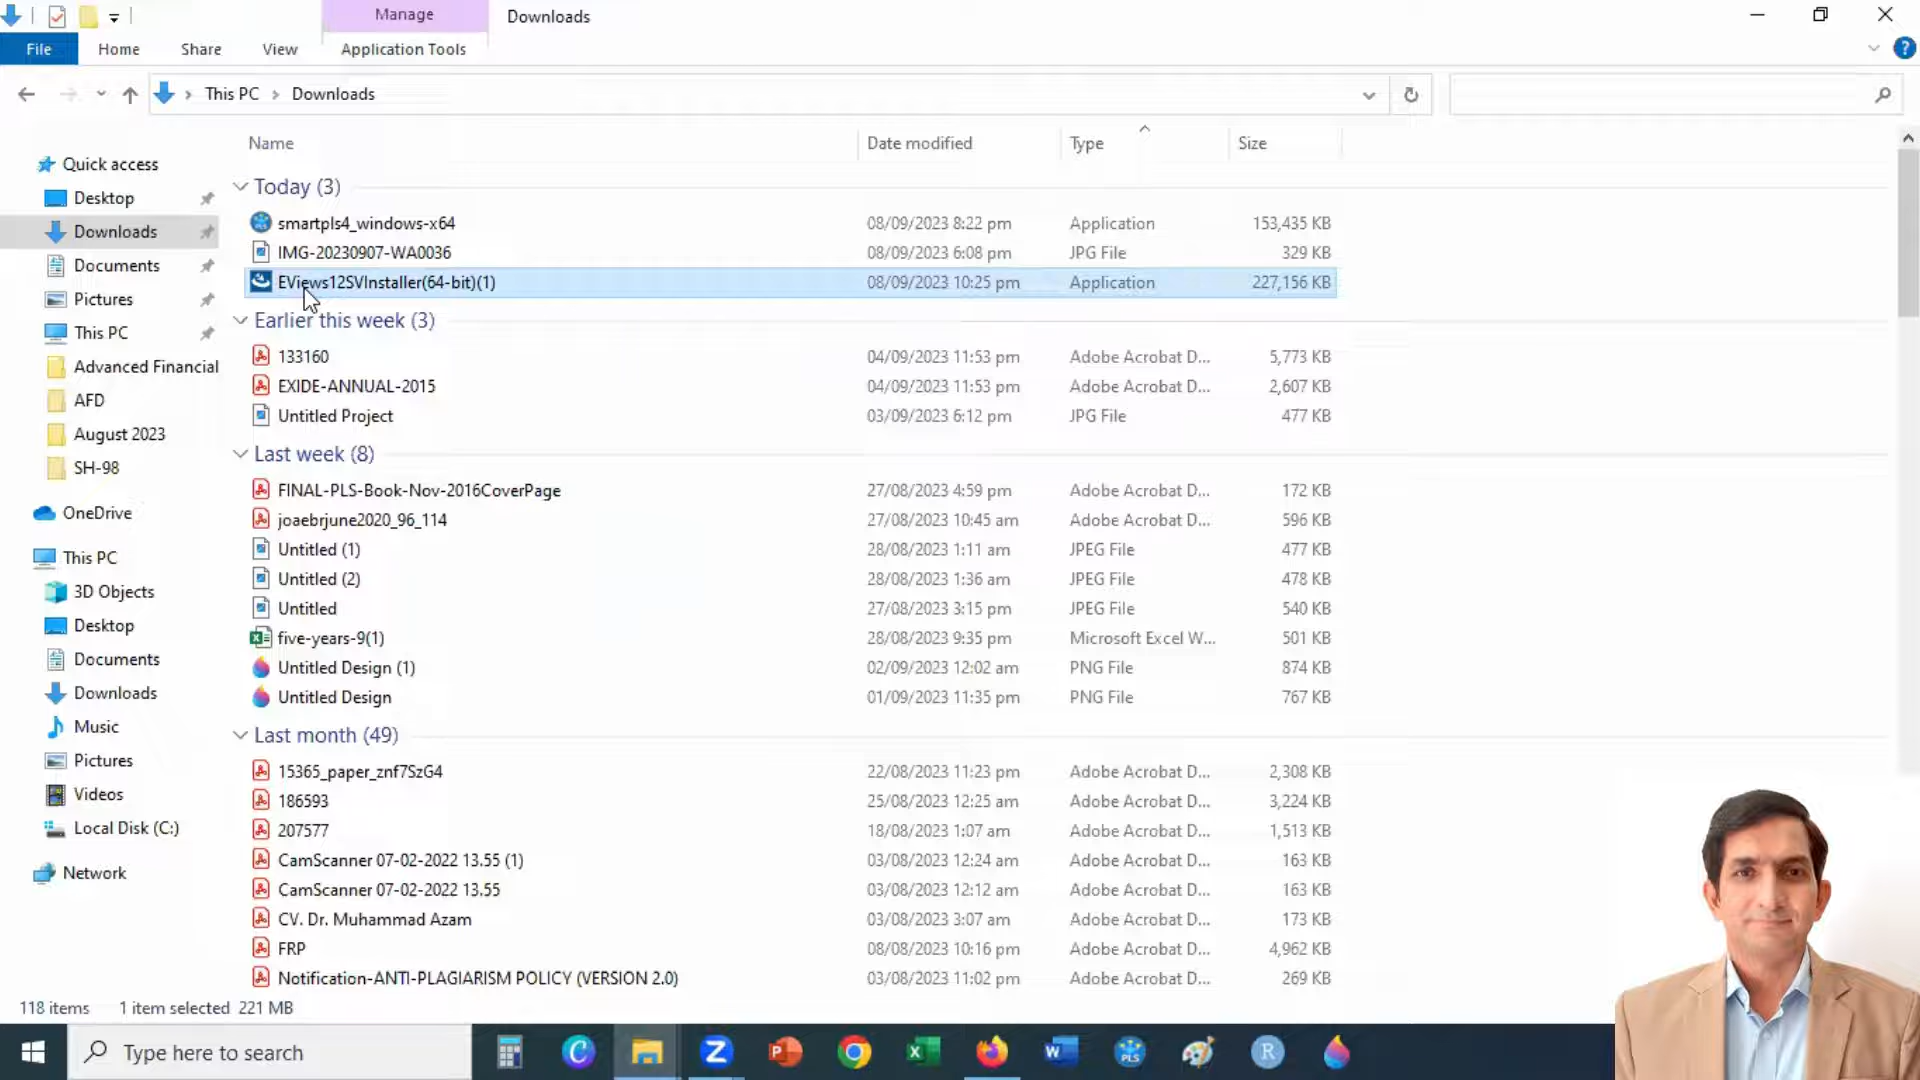 Manage Downloads
File Home Share View Application Tools
This PC Downloads
Name Date modified Type Size
Quick access
Desktop
Downloads
Documents
Pictures
This PC
Advanced Financial
AFD
August 2023
SH-98
OneDrive
This PC
3D Objects
Desktop
Documents
Downloads
Music
Pictures
Videos
Local Disk (C:)
Network
Today (3)
smartpls4_windows-x64 08/09/2023 8:22 pm Application 153,435 KB
IMG-20230907-WA0036 08/09/2023 6:08 pm JPG File 329 KB
EViews12SVInstaller(64-bit)(1) 08/09/2023 10:25 pm Application 227,156 KB
Earlier this week (3)
133160 04/09/2023 11:53 pm Adobe Acrobat D... 5,773 KB
EXIDE-ANNUAL-2015 04/09/2023 11:53 pm Adobe Acrobat D... 2,607 KB
Untitled Project 03/09/2023 6:12 pm JPG File 477 KB
Last week (8)
FINAL-PLS-Book-Nov-2016CoverPage 27/08/2023 4:59 pm Adobe Acrobat D... 172 KB
joaebrjune2020_96_114 27/08/2023 10:45 am Adobe Acrobat D... 596 KB
Untitled (1) 28/08/2023 1:11 am JPEG File 477 KB
Untitled (2) 28/08/2023 1:36 am JPEG File 478 KB
Untitled 27/08/2023 3:15 pm JPEG File 540 KB
five-years-9(1) 28/08/2023 9:35 pm Microsoft Excel W... 501 KB
Untitled Design (1) 02/09/2023 12:02 am PNG File 874 KB
Untitled Design 01/09/2023 11:35 pm PNG File 767 KB
Last month (49)
15365_paper_znf7SzG4 22/08/2023 11:23 pm Adobe Acrobat D... 2,308 KB
186593 25/08/2023 12:25 am Adobe Acrobat D... 3,224 KB
207577 18/08/2023 1:07 am Adobe Acrobat D... 1,513 KB
CamScanner 07-02-2022 13.55 (1) 03/08/2023 12:24 am Adobe Acrobat D... 163 KB
CamScanner 07-02-2022 13.55 03/08/2023 12:12 am Adobe Acrobat D... 163 KB
CV. Dr. Muhammad Azam 03/08/2023 3:07 am Adobe Acrobat D... 173 KB
FRP 08/08/2023 10:16 pm Adobe Acrobat D... 4,962 KB
Notification-ANTI-PLAGIARISM POLICY (VERSION 2.0) 03/08/2023 11:02 pm Adobe Acrobat D... 269 KB
118 items 1 item selected 221 MB
Type here to search